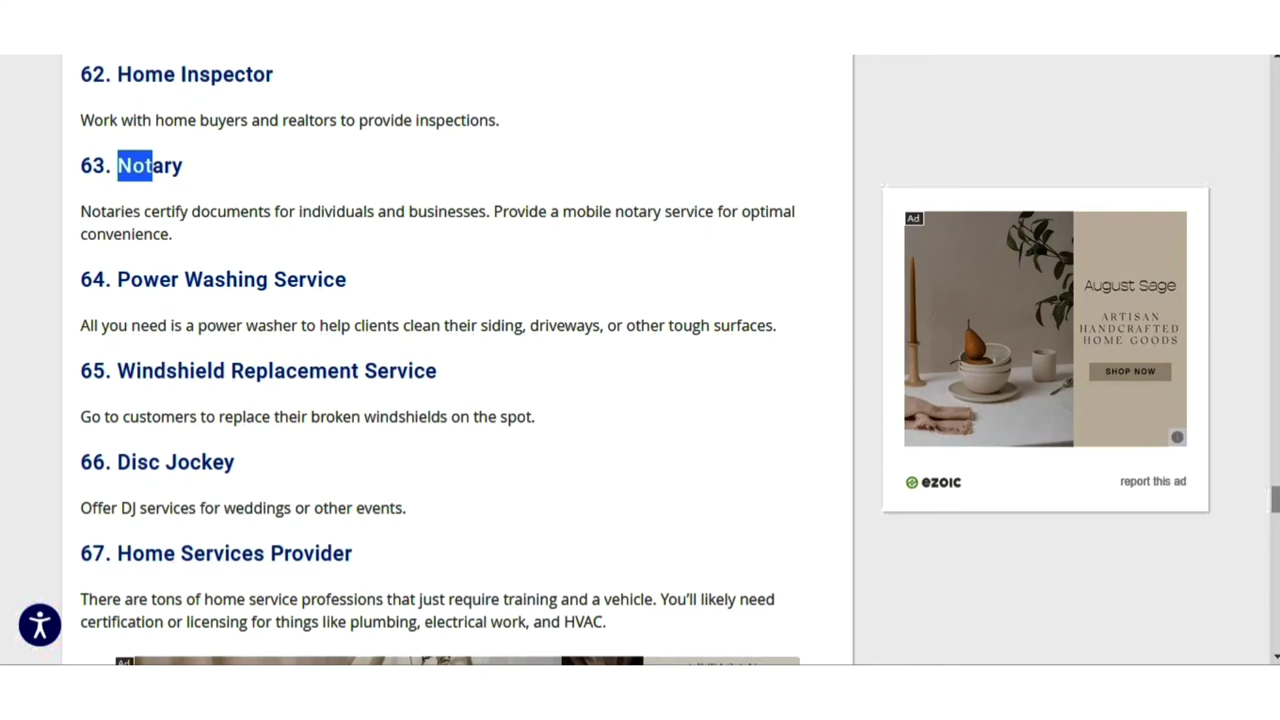 62. Home Inspector
Work with home buyers and realtors to provide inspections.
63. Notary
Notaries certify documents for individuals and businesses. Provide a mobile notary service for optimal
convenience.
64. Power Washing Service
All you need is a power washer to help clients clean their siding, driveways, or other tough surfaces.
65. Windshield Replacement Service
Go to customers to replace their broken windshields on the spot.
66. Disc Jockey
Offer DJ services for weddings or other events.
67. Home Services Provider
There are tons of home service professions that just require training and a vehicle. You’ll likely need
certification or licensing for things like plumbing, electrical work, and HVAC.
Ad
Ad
August Sage
ARTISAN
HANDCRAFTED
HOME GOODS
SHOP NOW
ezoic
report this ad